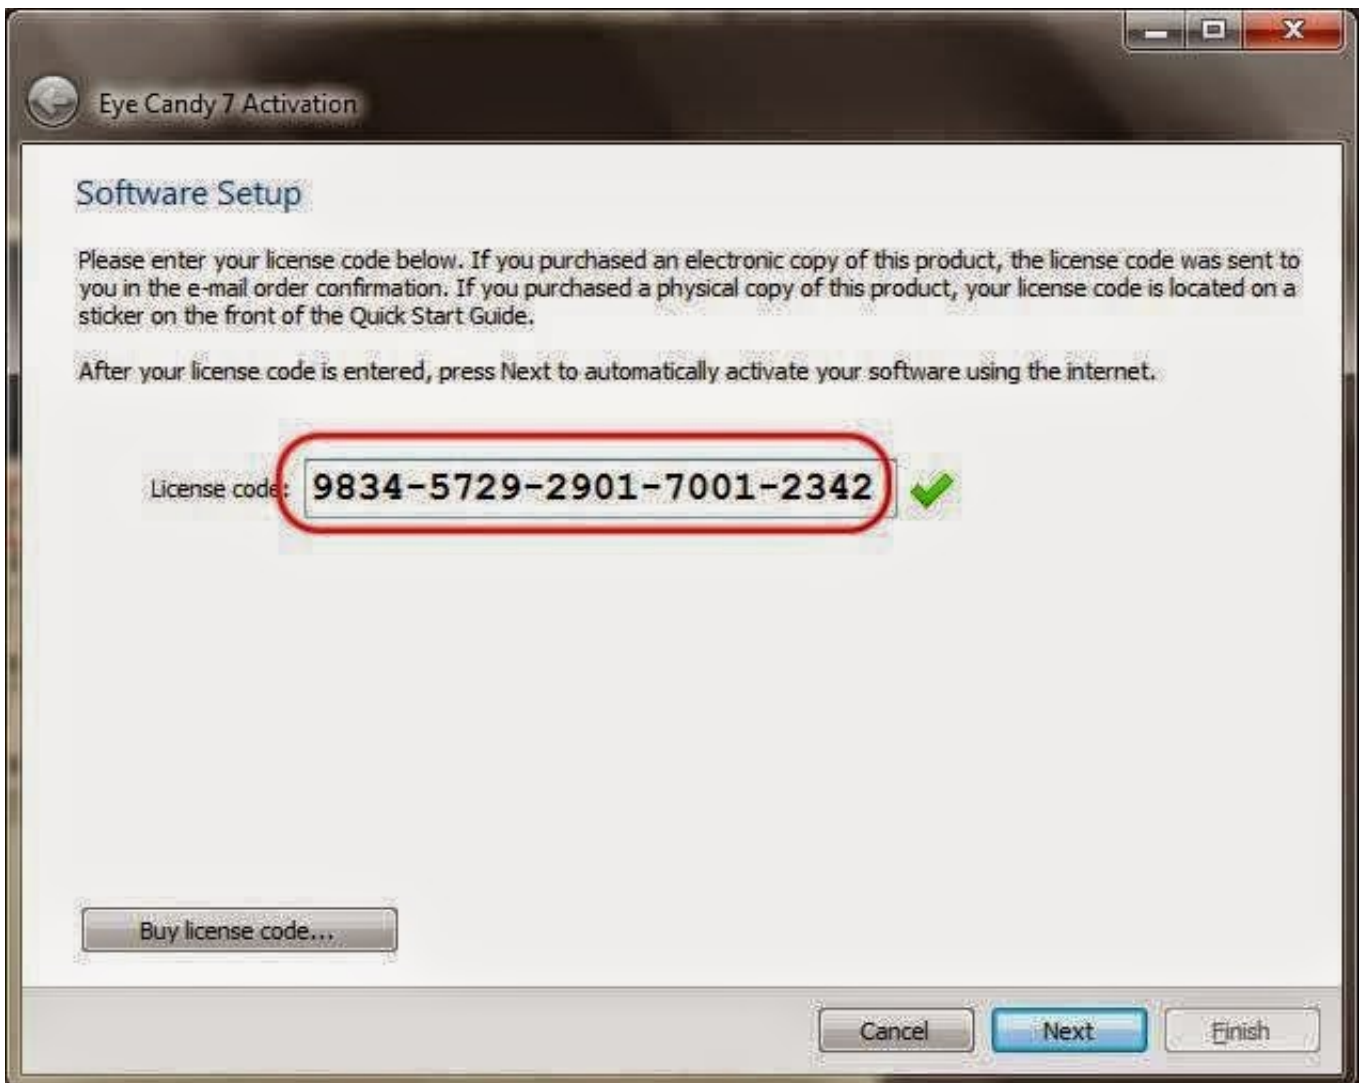 Eye Candy 7 Activation
Software Setup
Please enter your license code below. If you purchased an electronic copy of this product, the license code was sent to
you in the e-mail order confirmation. If you purchased a physical copy of this product, your license code is located on a
sticker on the front of the Quick Start Guide.
After your license code is entered, press Next to automatically activate your software using the internet.
License code: 9834-5729-2901-7001-2342
Buy license code...
Cancel Next Finish